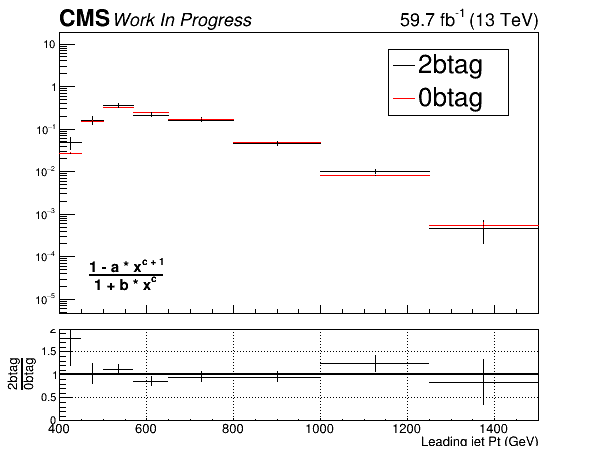 CMS Work In Progress 59.7 fb⁻¹ (13 TeV)
2btag
0btag
10
1
10⁻¹
10⁻²
10⁻³
10⁻⁴
10⁻⁵
1 - a * x^c + 1
1 + b * x^c
2btag
0btag
2
1.5
1
0.5
0
400 600 800 1000 1200 1400
Leading jet Pt (GeV)